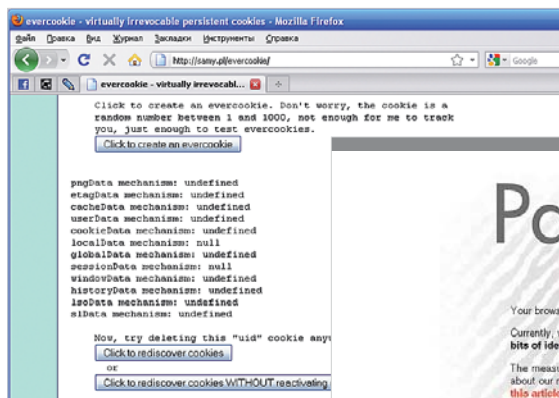 evercookie - virtually irrevocable persistent cookies - Mozilla Firefox
Файл Правка Вид Журнал Закладки Инструменты Справка
http://samy.pl/evercookie/
Google
evercookie - virtually irrevocabl...
Click to create an evercookie. Don't worry, the cookie is a
random number between 1 and 1000, not enough for me to track
you, just enough to test evercookies.
Click to create an evercookie
pngData mechanism: undefined
etagData mechanism: undefined
cacheData mechanism: undefined
userData mechanism: undefined
cookieData mechanism: undefined
localData mechanism: null
globalData mechanism: undefined
sessionData mechanism: null
windowData mechanism: undefined
historyData mechanism: undefined
lsoData mechanism: undefined
slData mechanism: undefined
Now, try deleting this "uid" cookie any
Click to rediscover cookies
or
Click to rediscover cookies WITHOUT reactivating
Pa
Your brows
Currently,
bits of ide
The measu
about our
this article